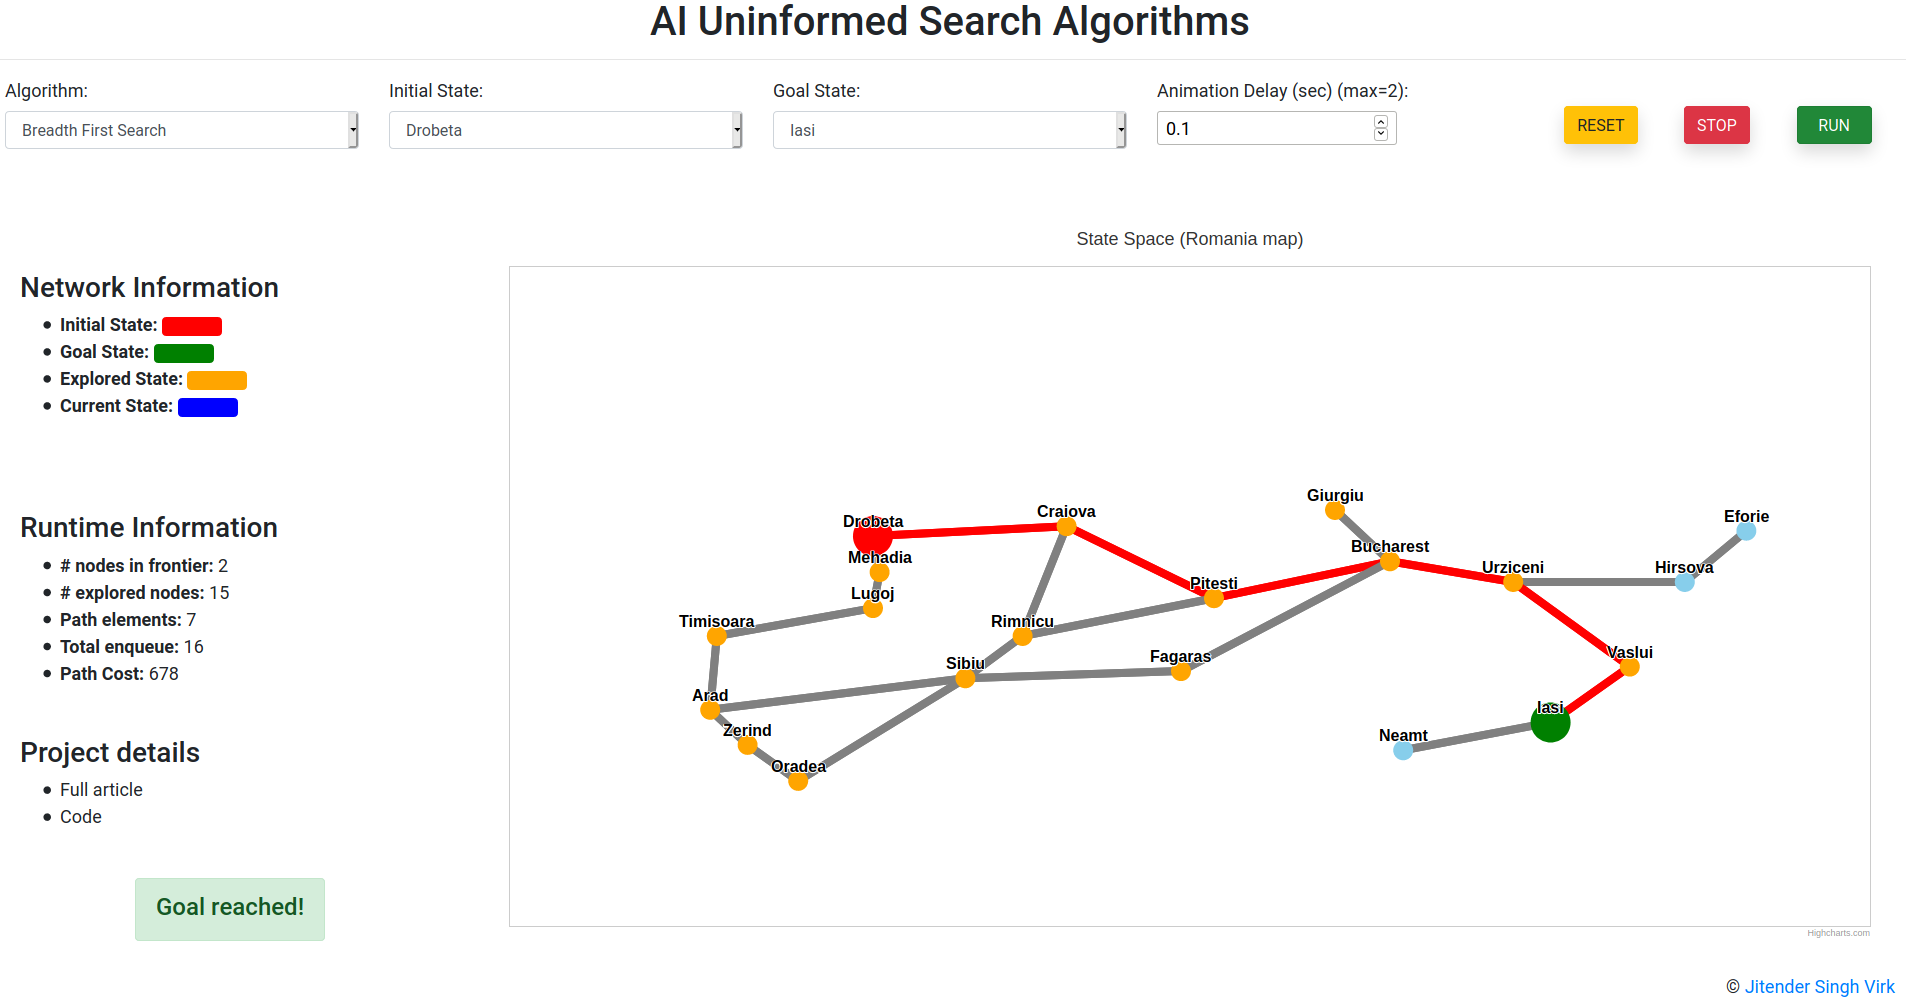 AI Uninformed Search Algorithms
Algorithm:
Initial State:
Goal State:
Animation Delay (sec) (max=2):
Breadth First Search
Drobeta
Iasi
0.1
RESET
STOP
RUN
State Space (Romania map)
Network Information
Initial State:
Goal State:
Explored State:
Current State:
Runtime Information
# nodes in frontier: 2
# explored nodes: 15
Path elements: 7
Total enqueue: 16
Path Cost: 678
Project details
Full article
Code
Goal reached!
Giurgiu
Craiova
Eforie
Drobeta
Bucharest
Mehadia
Urziceni
Hirsova
Pitesti
Lugoj
Timisoara
Rimnicu
Vaslui
Fagaras
Sibiu
Arad
Iasi
Zerind
Neamt
Oradea
Highcharts.com
© Jitender Singh Virk